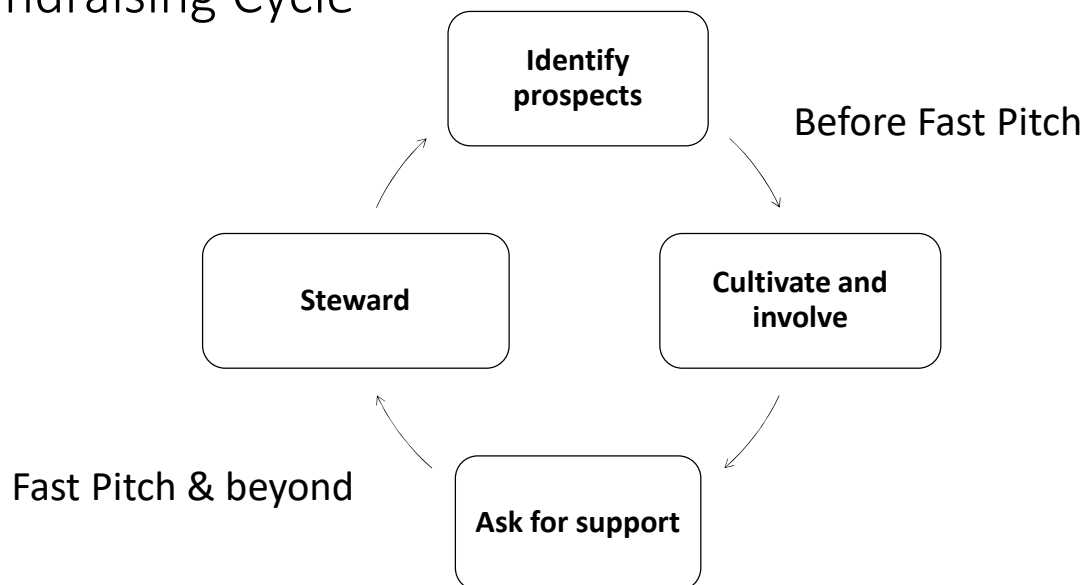 ndraising Cycle
Identify
prospects
Before Fast Pitch
Steward
Cultivate and
involve
Fast Pitch & beyond
Ask for support